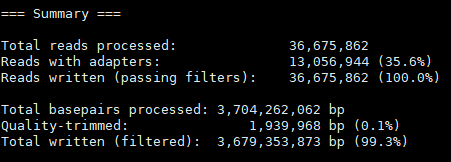 === Summary ===
Total reads processed: 36,675,862
Reads with adapters: 13,056,944 (35.6%)
Reads written (passing filters): 36,675,862 (100.0%)
Total basepairs processed: 3,704,262,062 bp
Quality-trimmed: 1,939,968 bp (0.1%)
Total written (filtered): 3,679,353,873 bp (99.3%)